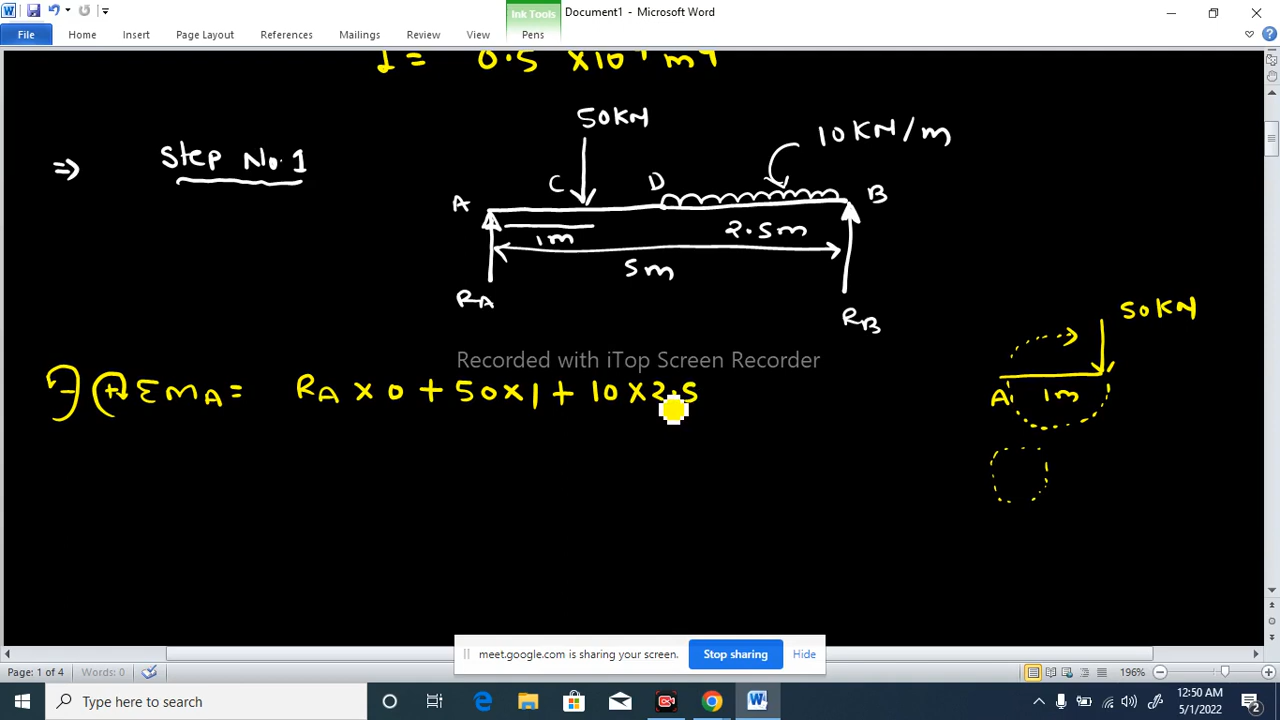 Ink Tools
Document1 - Microsoft Word
File Home Insert Page Layout References Mailings Review View Pens
I = 0.5 ×10
50KN
10KN/m
⇒ Step No.1
A C D B
1m 2.5m
5m
RA RB
50KN
Recorded with iTop Screen Recorder
ΣMA = RA × 0 + 50×1 + 10×2.5
A 1m
meet.google.com is sharing your screen. Stop sharing Hide
Page: 1 of 4 Words: 0 196%
Type here to search
12:50 AM
5/1/2022
2